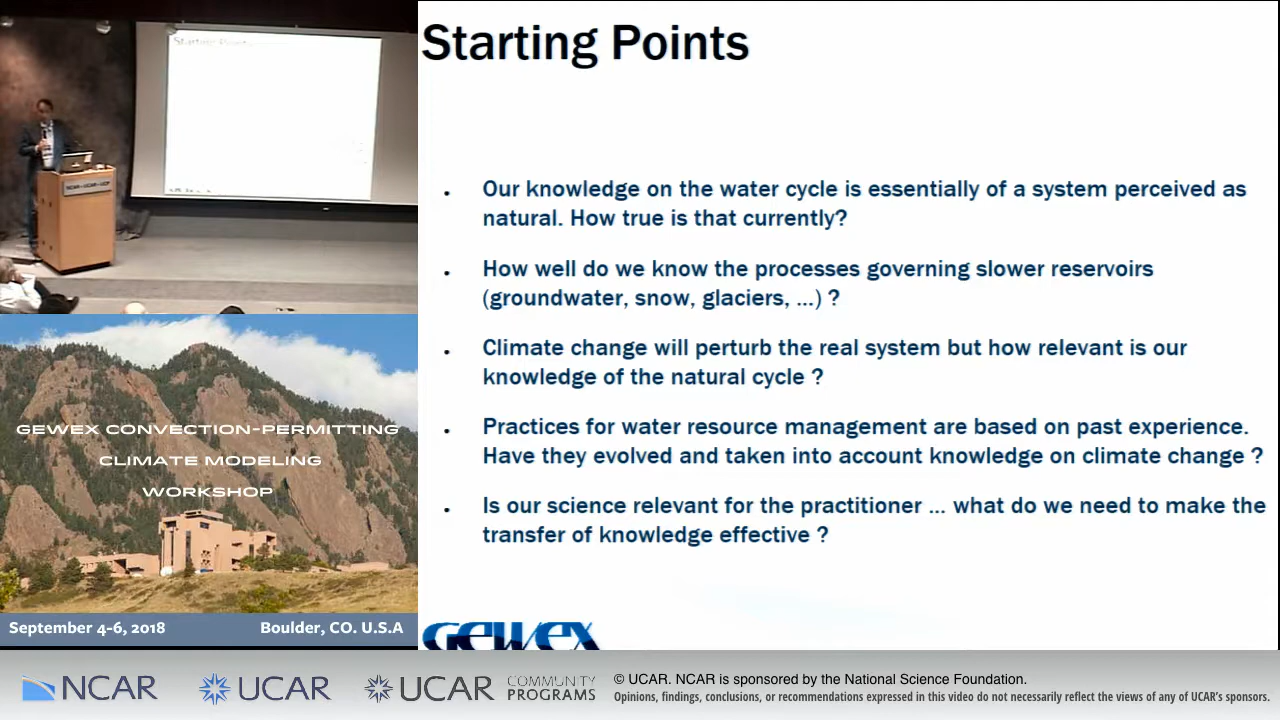 Starting Points
. Our knowledge on the water cycle is essentially of a system perceived as
natural. How true is that currently?
. How well do we know the processes governing slower reservoirs
(groundwater, snow, glaciers, ...) ?
. Climate change will perturb the real system but how relevant is our
knowledge of the natural cycle ?
. Practices for water resource management are based on past experience.
Have they evolved and taken into account knowledge on climate change ?
. Is our science relevant for the practitioner ... what do we need to make the
transfer of knowledge effective ?
GEWEX
Starting Points
NCAR•UCAR•UCP
GEWEX CONVECTION-PERMITTING
CLIMATE MODELING
WORKSHOP
September 4-6, 2018 Boulder, CO. U.S.A
NCAR
UCAR
UCAR
COMMUNITY
PROGRAMS
© UCAR. NCAR is sponsored by the National Science Foundation.
Opinions, findings, conclusions, or recommendations expressed in this video do not necessarily reflect the views of any of UCAR's sponsors.